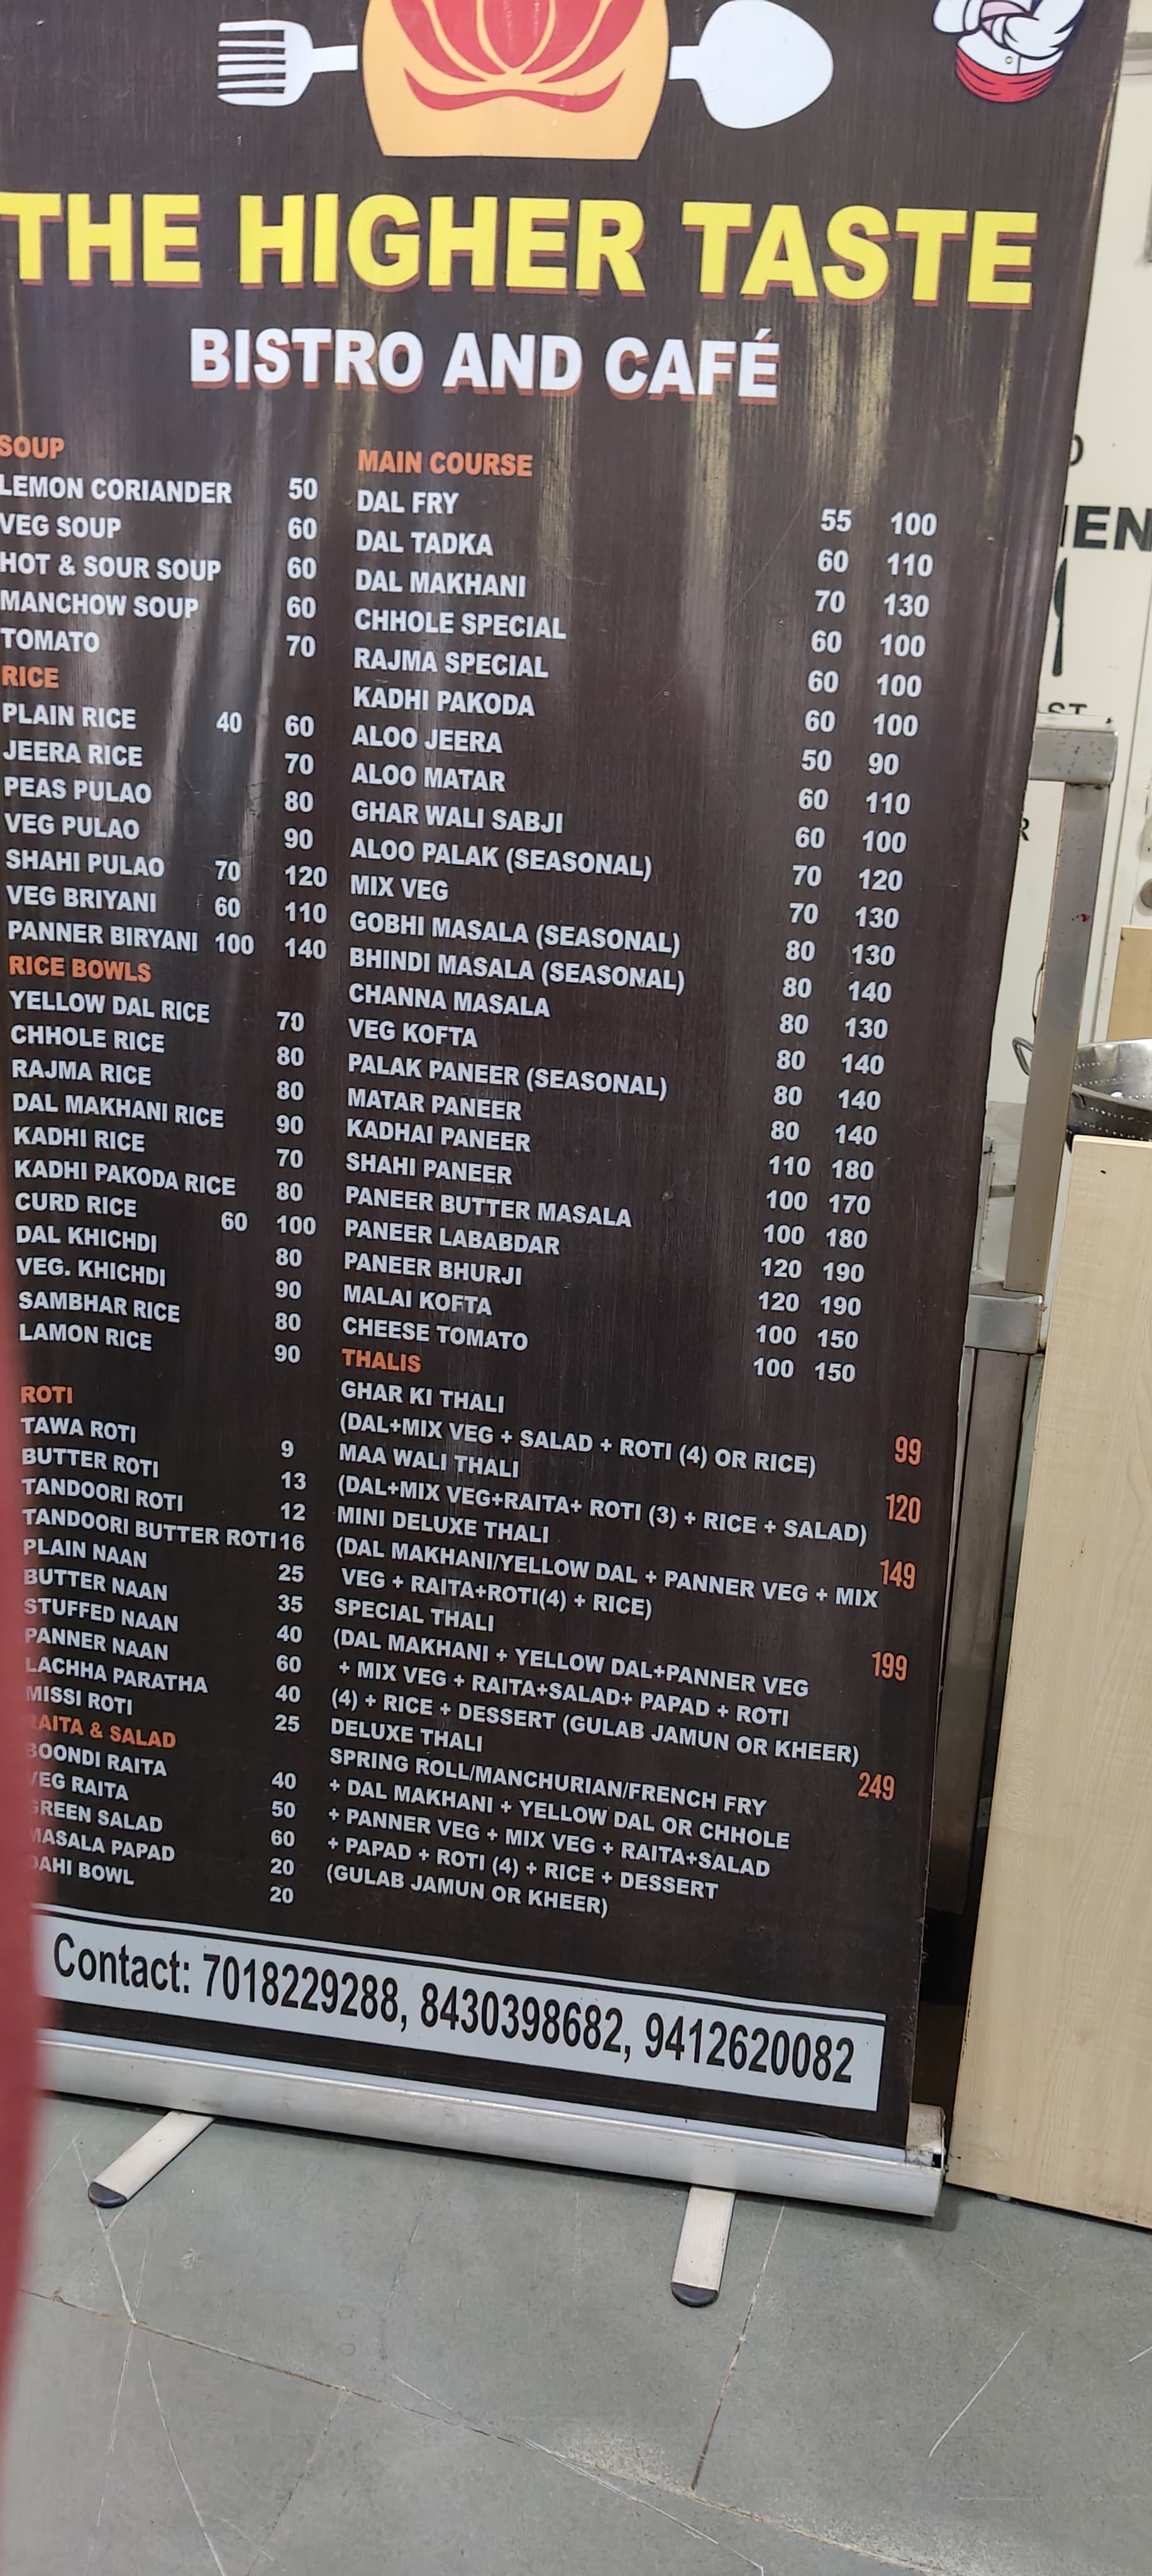 THE HIGHER TASTE
BISTRO AND CAFÉ
SOUP
LEMON CORIANDER 50
VEG SOUP 60
HOT & SOUR SOUP 60
MANCHOW SOUP 60
TOMATO 70
RICE
PLAIN RICE 40 60
JEERA RICE 70
PEAS PULAO 80
VEG PULAO 90
SHAHI PULAO 70 120
VEG BRIYANI 60 110
PANNER BIRYANI 100 140
RICE BOWLS
YELLOW DAL RICE 70
CHHOLE RICE 80
RAJMA RICE 80
DAL MAKHANI RICE 90
KADHI RICE 70
KADHI PAKODA RICE 80
CURD RICE 60 100
DAL KHICHDI 80
VEG. KHICHDI 90
SAMBHAR RICE 80
LAMON RICE 90
ROTI
TAWA ROTI 9
BUTTER ROTI 13
TANDOORI ROTI 12
TANDOORI BUTTER ROTI 16
PLAIN NAAN 25
BUTTER NAAN 35
STUFFED NAAN 40
PANNER NAAN 60
LACHHA PARATHA 40
MISSI ROTI 25
RAITA & SALAD
BOONDI RAITA 40
VEG RAITA 50
GREEN SALAD 60
MASALA PAPAD 20
DAHI BOWL 20
MAIN COURSE
DAL FRY 55 100
DAL TADKA 60 110
DAL MAKHANI 70 130
CHHOLE SPECIAL 60 100
RAJMA SPECIAL 60 100
KADHI PAKODA 60 100
ALOO JEERA 50 90
ALOO MATAR 60 110
GHAR WALI SABJI 60 100
ALOO PALAK (SEASONAL) 70 120
MIX VEG 70 130
GOBHI MASALA (SEASONAL) 80 130
BHINDI MASALA (SEASONAL) 80 140
CHANNA MASALA 80 130
VEG KOFTA 80 140
PALAK PANEER (SEASONAL) 80 140
MATAR PANEER 80 140
KADHAI PANEER 110 180
SHAHI PANEER 100 170
PANEER BUTTER MASALA 100 180
PANEER LABABDAR 120 190
PANEER BHURJI 120 190
MALAI KOFTA 100 150
CHEESE TOMATO 100 150
THALIS
GHAR KI THALI
(DAL+MIX VEG + SALAD + ROTI (4) OR RICE) 99
MAA WALI THALI
(DAL+MIX VEG+RAITA+ ROTI (3) + RICE + SALAD) 120
MINI DELUXE THALI
(DAL MAKHANI/YELLOW DAL + PANNER VEG + MIX 149
VEG + RAITA+ROTI(4) + RICE)
SPECIAL THALI
(DAL MAKHANI + YELLOW DAL+PANNER VEG 199
+ MIX VEG + RAITA+SALAD+ PAPAD + ROTI
(4) + RICE + DESSERT (GULAB JAMUN OR KHEER)
DELUXE THALI
SPRING ROLL/MANCHURIAN/FRENCH FRY 249
+ DAL MAKHANI + YELLOW DAL OR CHHOLE
+ PANNER VEG + MIX VEG + RAITA+SALAD
+ PAPAD + ROTI (4) + RICE + DESSERT
(GULAB JAMUN OR KHEER)
Contact: 7018229288, 8430398682, 9412620082